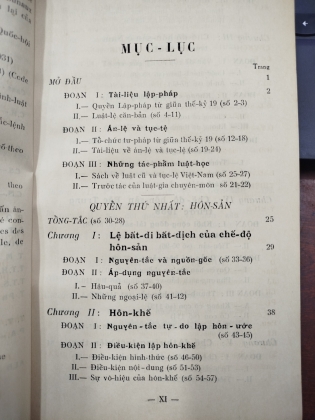 MỤC - LỤC
Trang
MỞ ĐẦU 1
ĐOẠN I : Tài-liệu lập-pháp 2
I.— Quyền Lập-pháp từ giữa thế-kỷ 19 (số 2-3)
II.— Luật-lệ căn-bản (số 4-11)
ĐOẠN II : Án-lệ và tục-lệ
I.— Tổ-chức tư-pháp từ giữa thế-kỷ 19 (số 12-18)
II.— Tài-liệu về án-lệ và tục-lệ (số 19-24)
ĐOẠN III : Những tác-phẩm luật-học
I.— Sách về luật cũ và tục-lệ Việt-Nam (số 25-27)
II.— Trước tác của luật-gia chuyên-môn số 21-22)
QUYỂN THỨ NHẤT : HÔN-SẢN
TỔNG-TẮC (số 30-28) 25
Chương I : Lệ bất-di bất-dịch của chế-độ
hôn-sản 29
ĐOẠN I : Nguyên-tắc và nguồn-gốc (số 33-36)
ĐOẠN II : Áp-dụng nguyên-tắc
I.— Hậu-quả (số 37-40)
II.— Những ngoại-lệ (số 41-42)
Chương II : Hôn-khế 38
ĐOẠN I : Nguyên-tắc tự-do lập hôn-ước
(số 43-45)
ĐOẠN II : Điều-kiện lập hôn-khế
I.— Điều-kiện hình-thức (số 46-50)
II.— Điều-kiện nội-dung (số 51-53)
III.— Sự vô-hiệu của hôn-khế (số 54-57)
— XI —
Quốc-hội
(Code
số theo
then